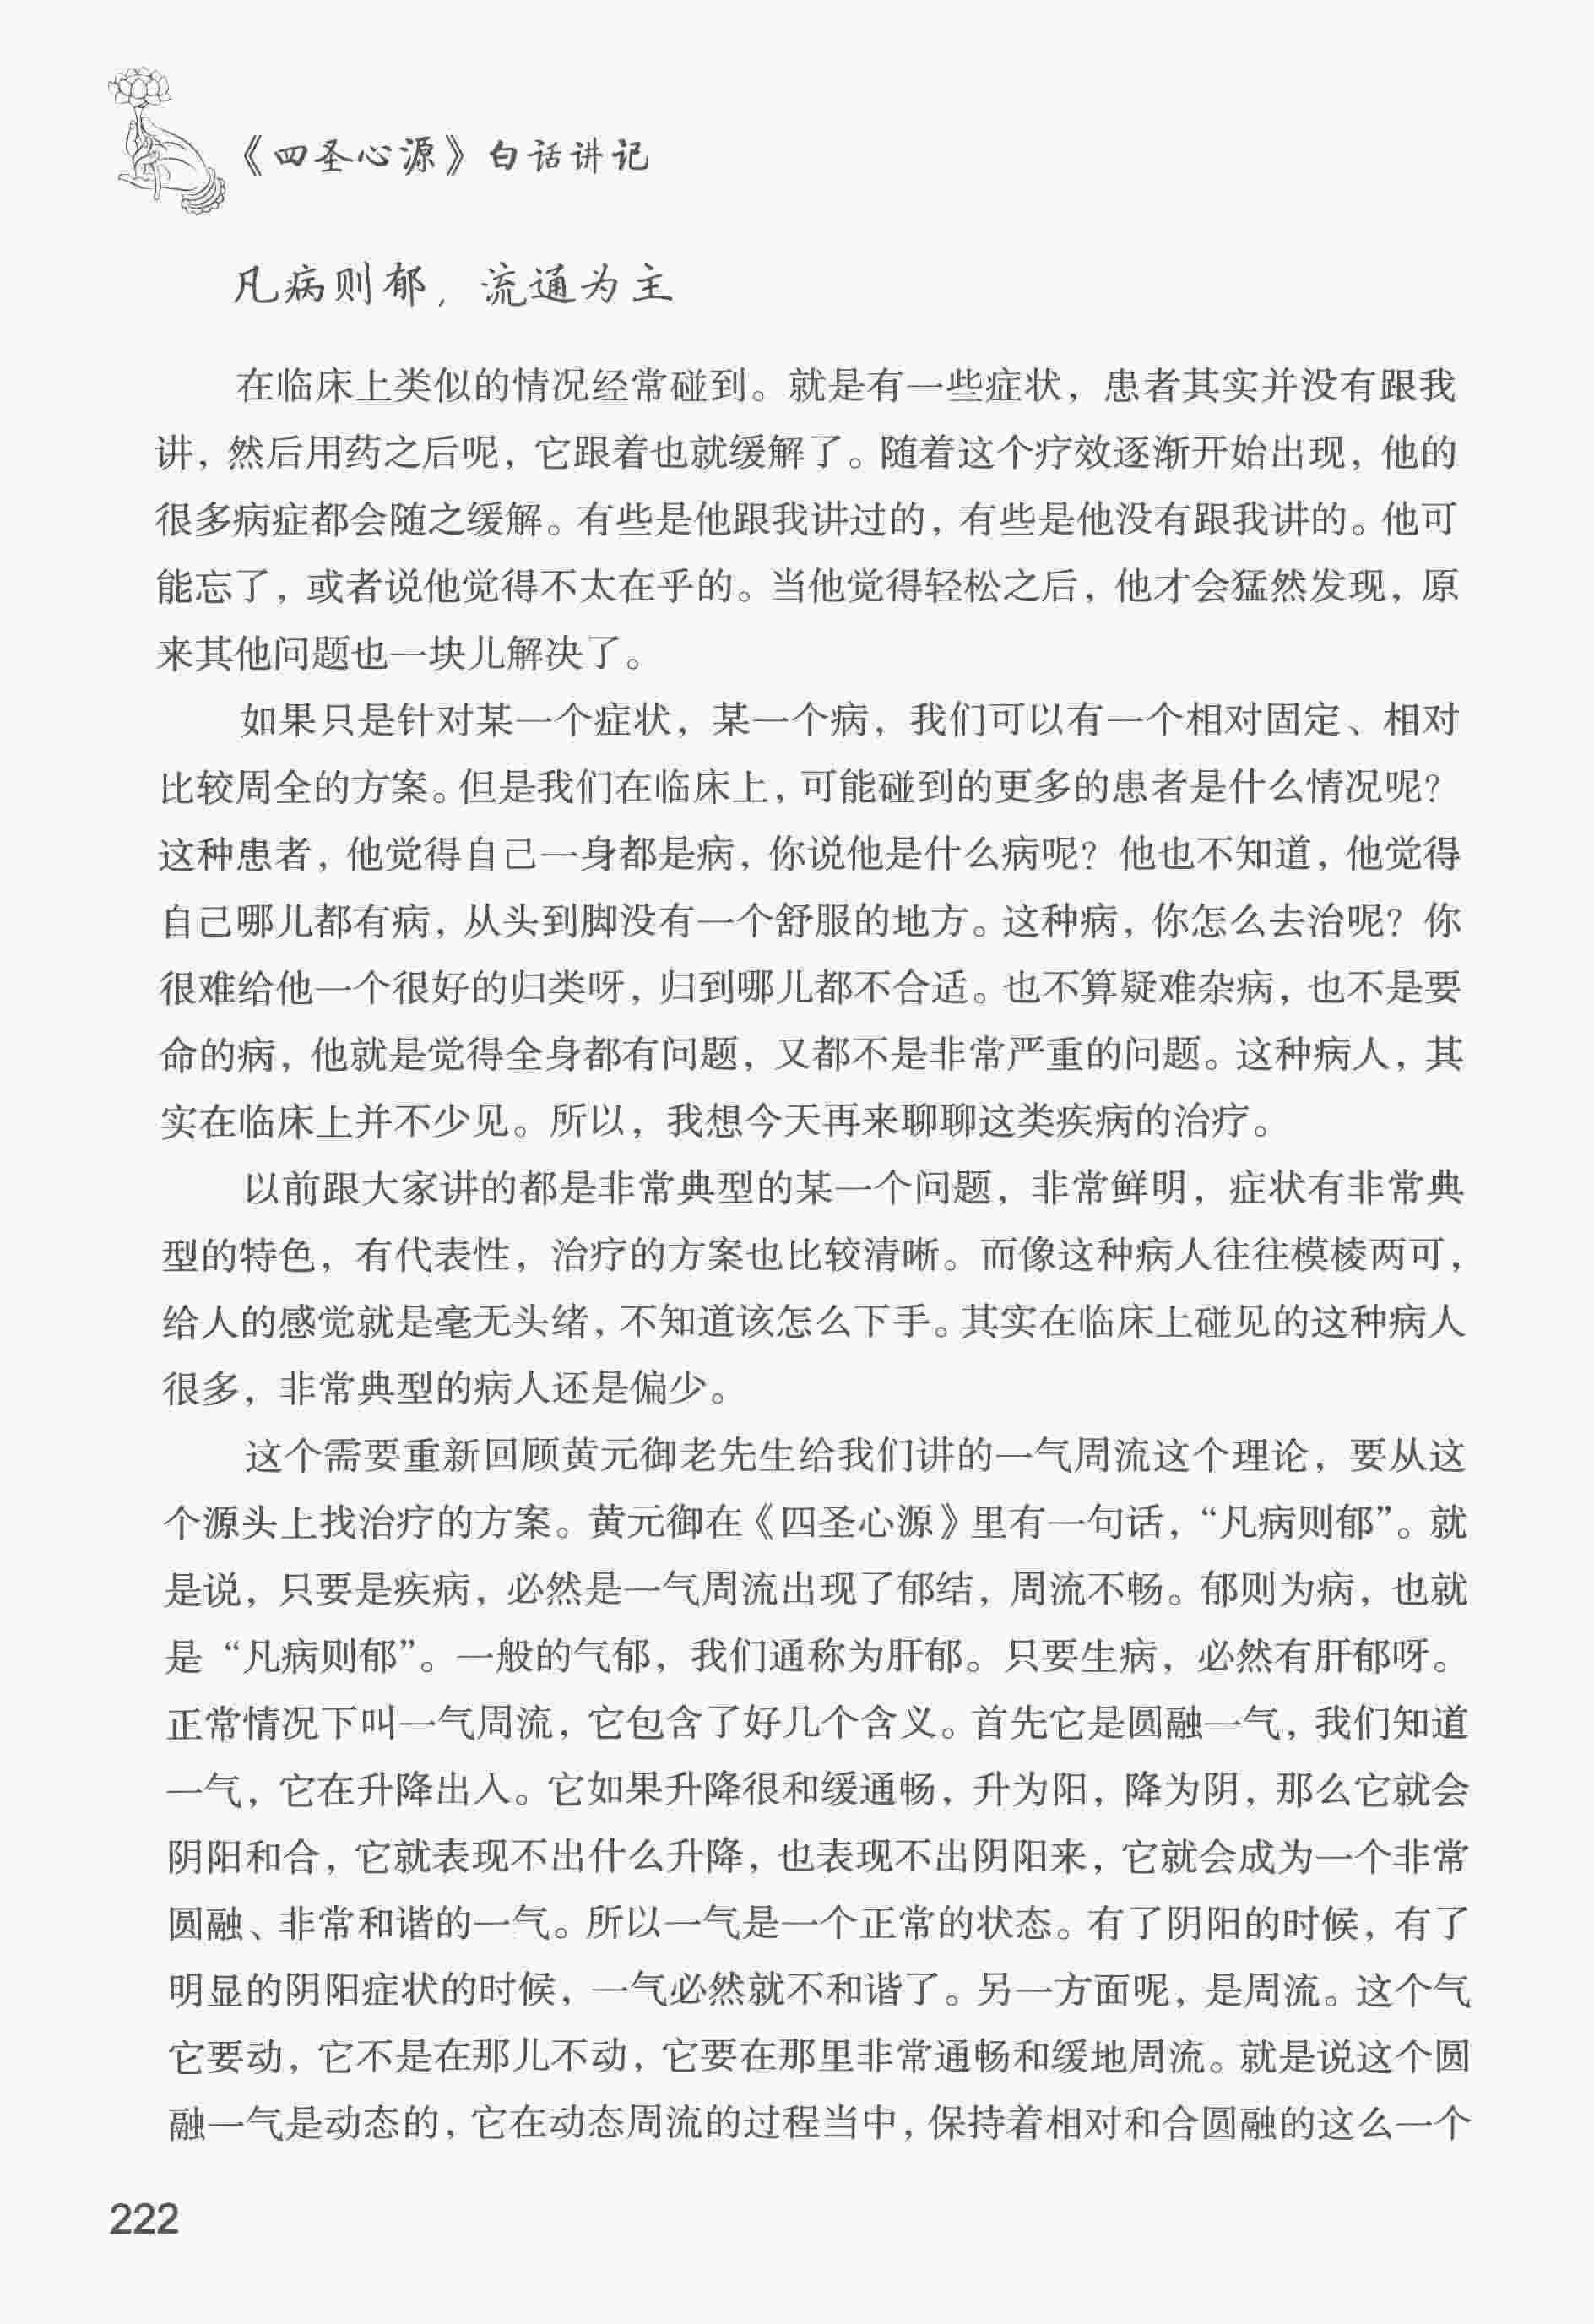 《四圣心源》白话讲记
凡病则郁，流通为主
在临床上类似的情况经常碰到。就是有一些症状，患者其实并没有跟我
讲，然后用药之后呢，它跟着也就缓解了。随着这个疗效逐渐开始出现，他的
很多病症都会随之缓解。有些是他跟我讲过的，有些是他没有跟我讲的。他可
能忘了，或者说他觉得不太在乎的。当他觉得轻松之后，他才会猛然发现，原
来其他问题也一块儿解决了。
如果只是针对某一个症状，某一个病，我们可以有一个相对固定、相对
比较周全的方案。但是我们在临床上，可能碰到的更多的患者是什么情况呢？
这种患者，他觉得自己一身都是病，你说他是什么病呢？他也不知道，他觉得
自己哪儿都有病，从头到脚没有一个舒服的地方。这种病，你怎么去治呢？你
很难给他一个很好的归类呀，归到哪儿都不合适。也不算疑难杂病，也不是要
命的病，他就是觉得全身都有问题，又都不是非常严重的问题。这种病人，其
实在临床上并不少见。所以，我想今天再来聊聊这类疾病的治疗。
以前跟大家讲的都是非常典型的某一个问题，非常鲜明，症状有非常典
型的特色，有代表性，治疗的方案也比较清晰。而像这种病人往往模棱两可，
给人的感觉就是毫无头绪，不知道该怎么下手。其实在临床上碰见的这种病人
很多，非常典型的病人还是偏少。
这个需要重新回顾黄元御老先生给我们讲的一气周流这个理论，要从这
个源头上找治疗的方案。黄元御在《四圣心源》里有一句话，“凡病则郁”。就
是说，只要是疾病，必然是一气周流出现了郁结，周流不畅。郁则为病，也就
是“凡病则郁”。一般的气郁，我们通称为肝郁。只要生病，必然有肝郁呀。
正常情况下叫一气周流，它包含了好几个含义。首先它是圆融一气，我们知道
一气，它在升降出入。它如果升降很和缓通畅，升为阳，降为阴，那么它就会
阴阳和合，它就表现不出什么升降，也表现不出阴阳来，它就会成为一个非常
圆融、非常和谐的一气。所以一气是一个正常的状态。有了阴阳的时候，有了
明显的阴阳症状的时候，一气必然就不和谐了。另一方面呢，是周流。这个气
它要动，它不是在那儿不动，它要在那里非常通畅和缓地周流。就是说这个圆
融一气是动态的，它在动态周流的过程当中，保持着相对和合圆融的这么一个
222